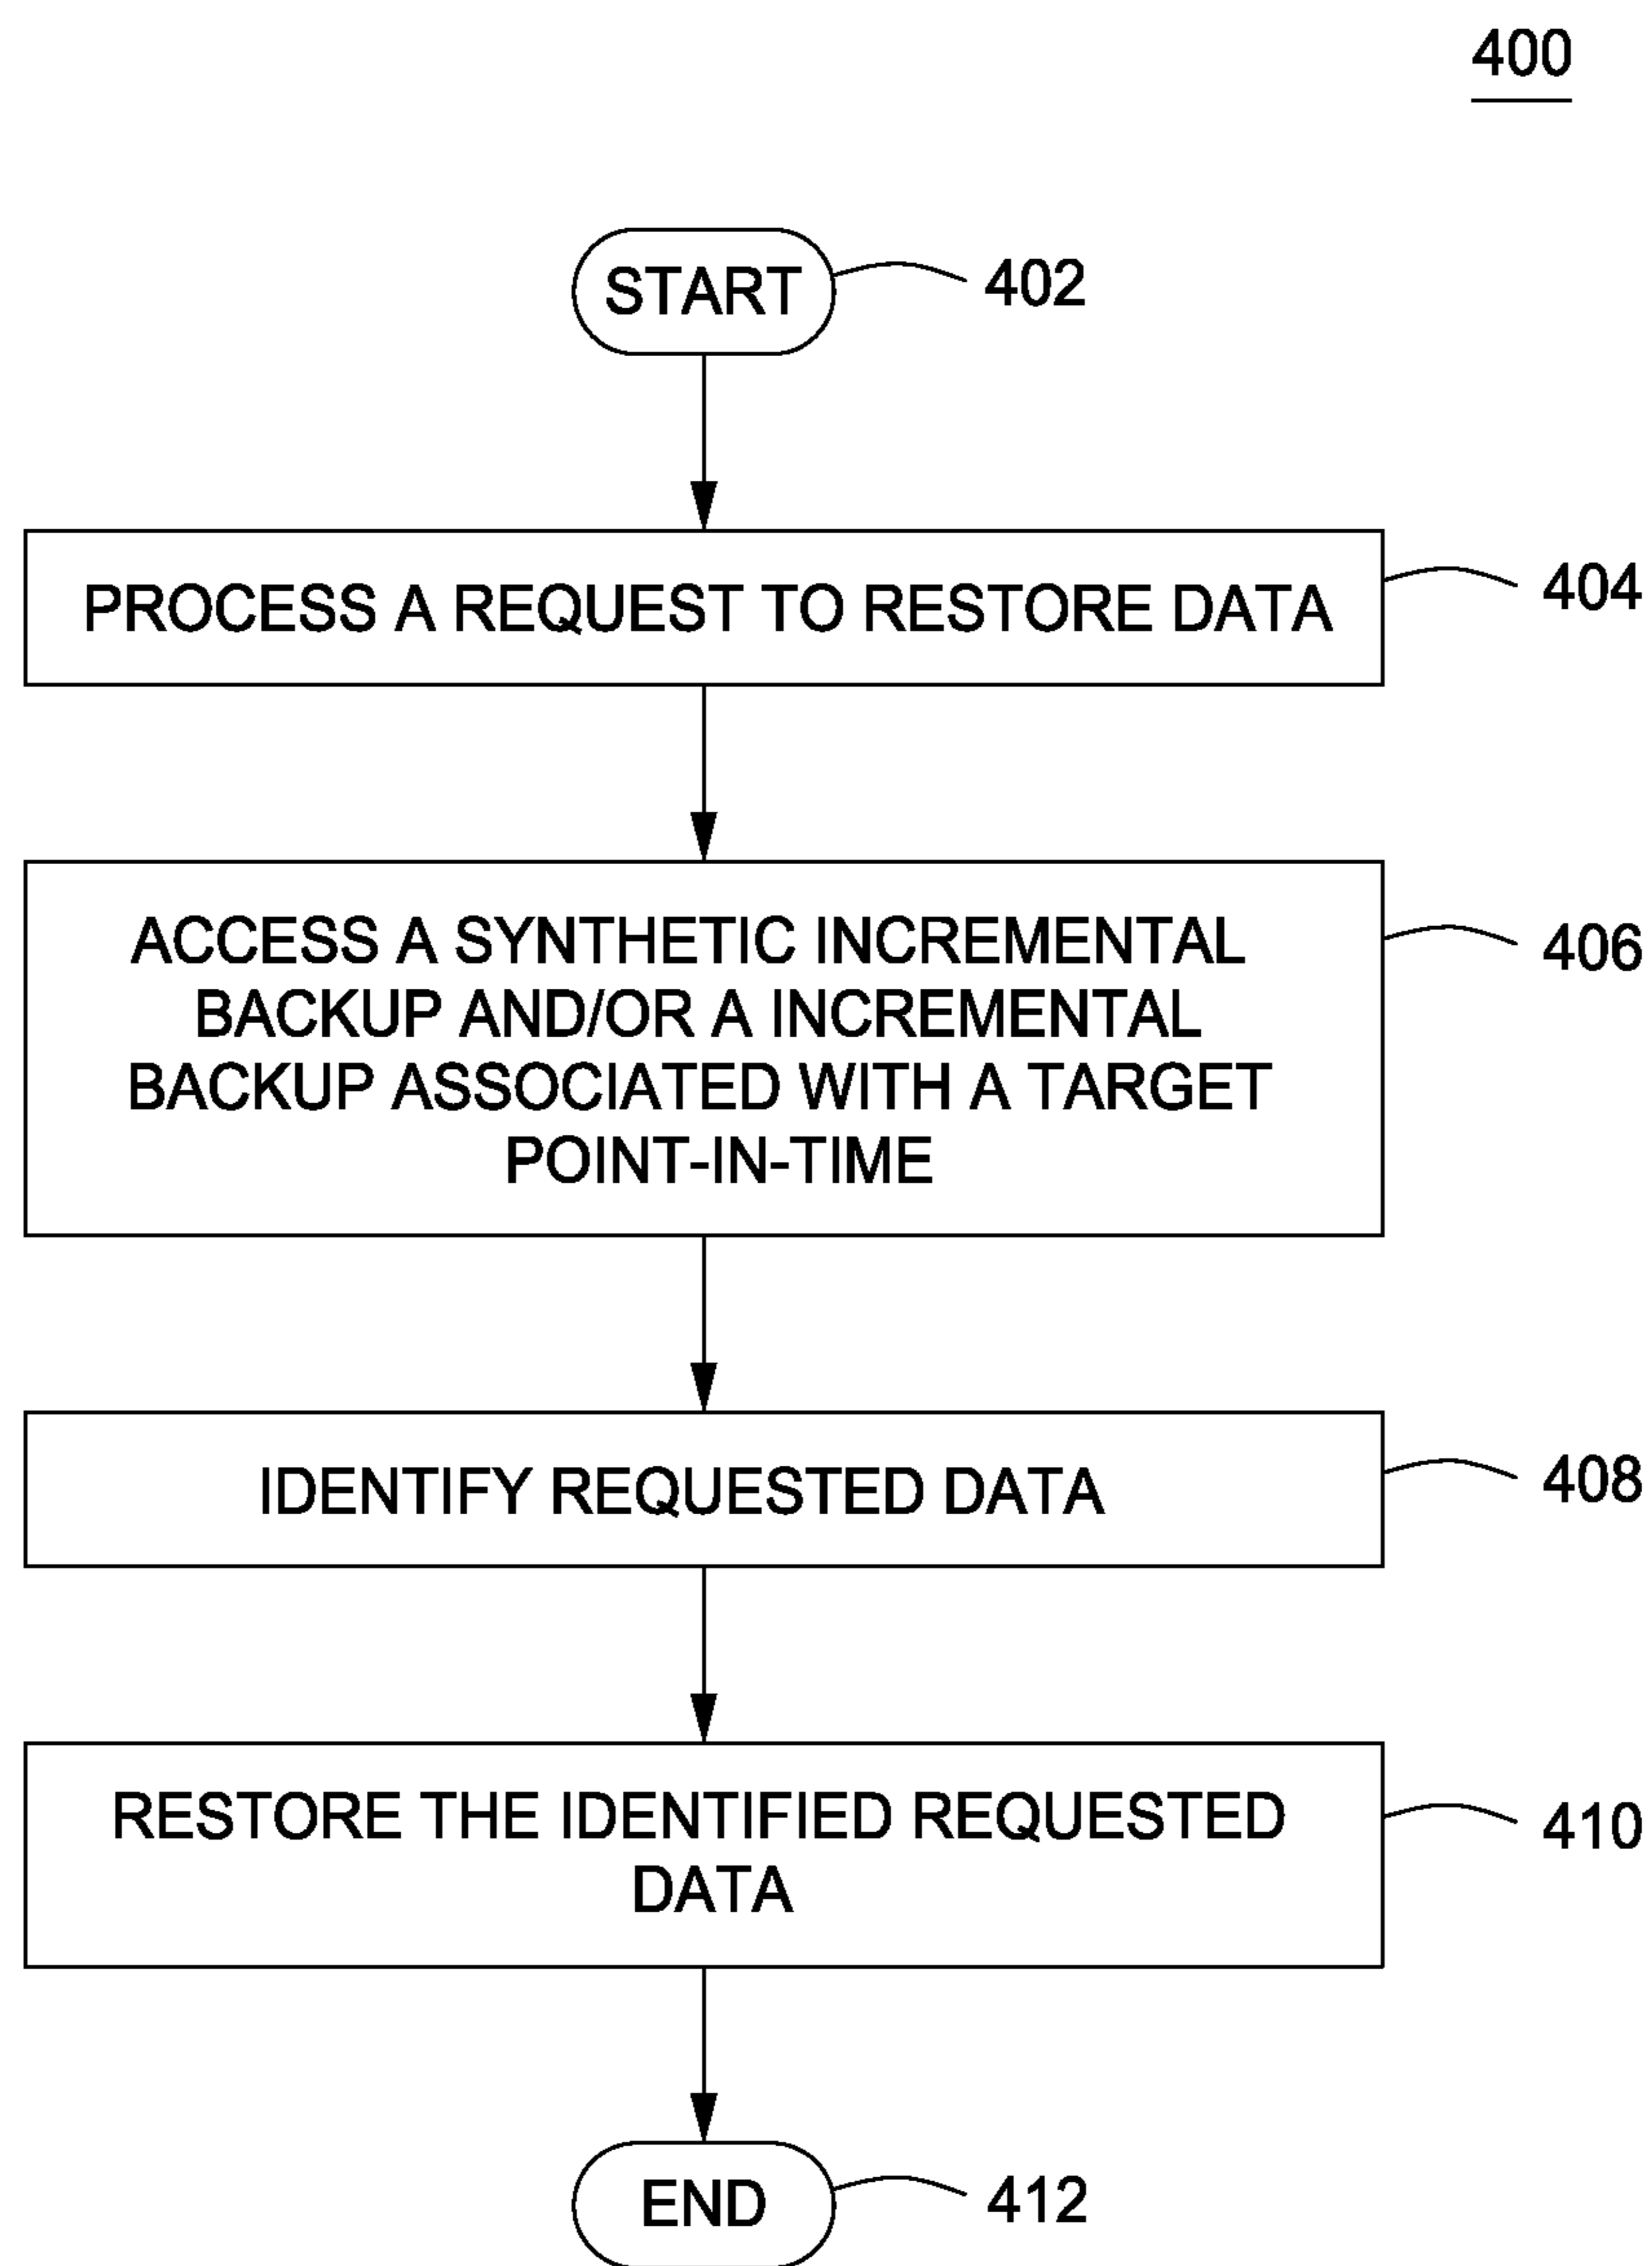 400
START
402
PROCESS A REQUEST TO RESTORE DATA
404
ACCESS A SYNTHETIC INCREMENTAL
BACKUP AND/OR A INCREMENTAL
BACKUP ASSOCIATED WITH A TARGET
POINT-IN-TIME
406
IDENTIFY REQUESTED DATA
408
RESTORE THE IDENTIFIED REQUESTED
DATA
410
END
412